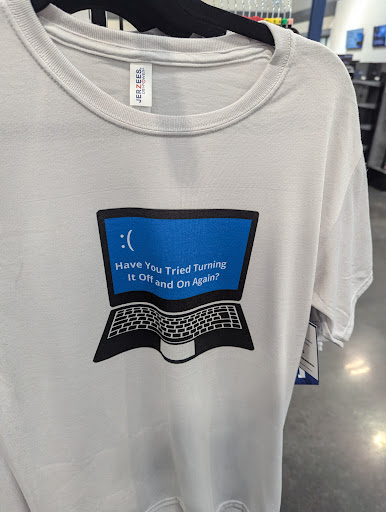 JERZEES
:(
Have You Tried Turning
It Off and On Again?